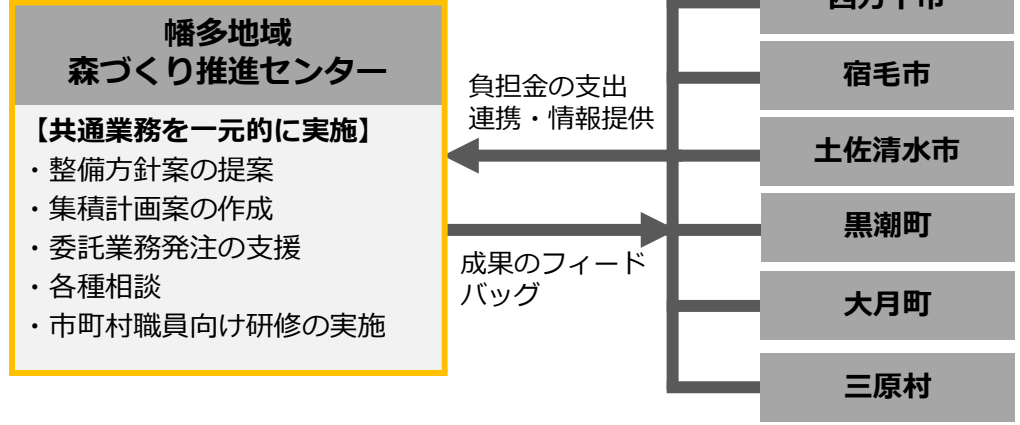 幡多地域
森づくり推進センター
【共通業務を一元的に実施】
・整備方針案の提案
・集積計画案の作成
・委託業務発注の支援
・各種相談
・市町村職員向け研修の実施
負担金の支出
連携・情報提供
成果のフィード
バッグ
四万十市
宿毛市
土佐清水市
黒潮町
大月町
三原村